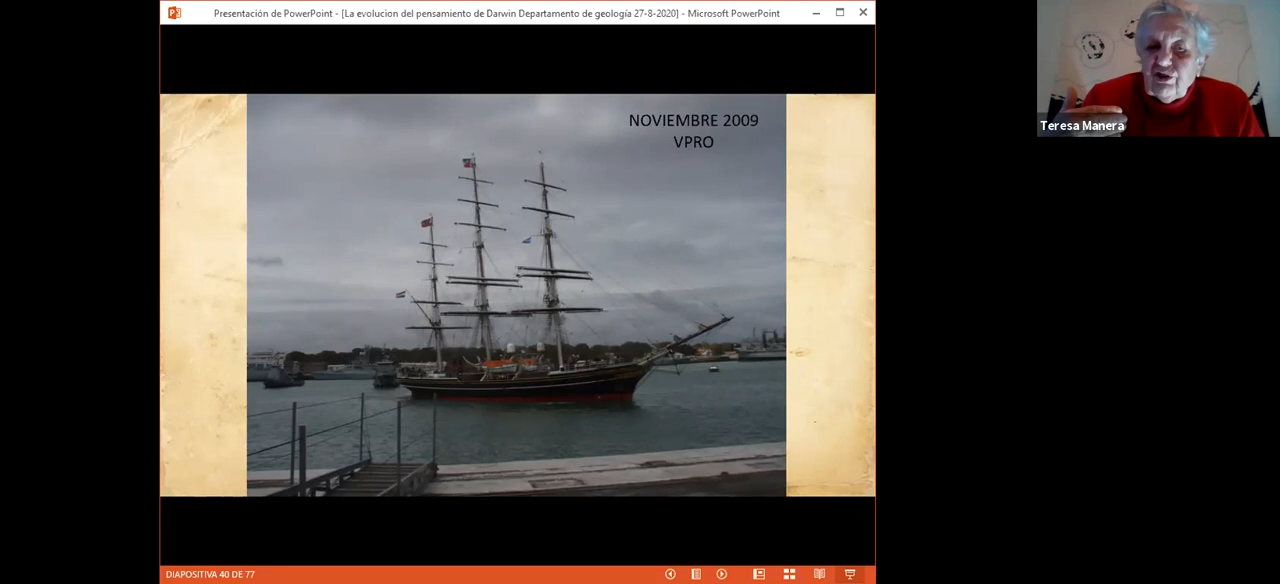 Presentación de PowerPoint - [La evolucion del pensamiento de Darwin Departamento de geología 27-8-2020] - Microsoft PowerPoint
NOVIEMBRE 2009
VPRO
Teresa Manera
DIAPOSITIVA 40 DE 77